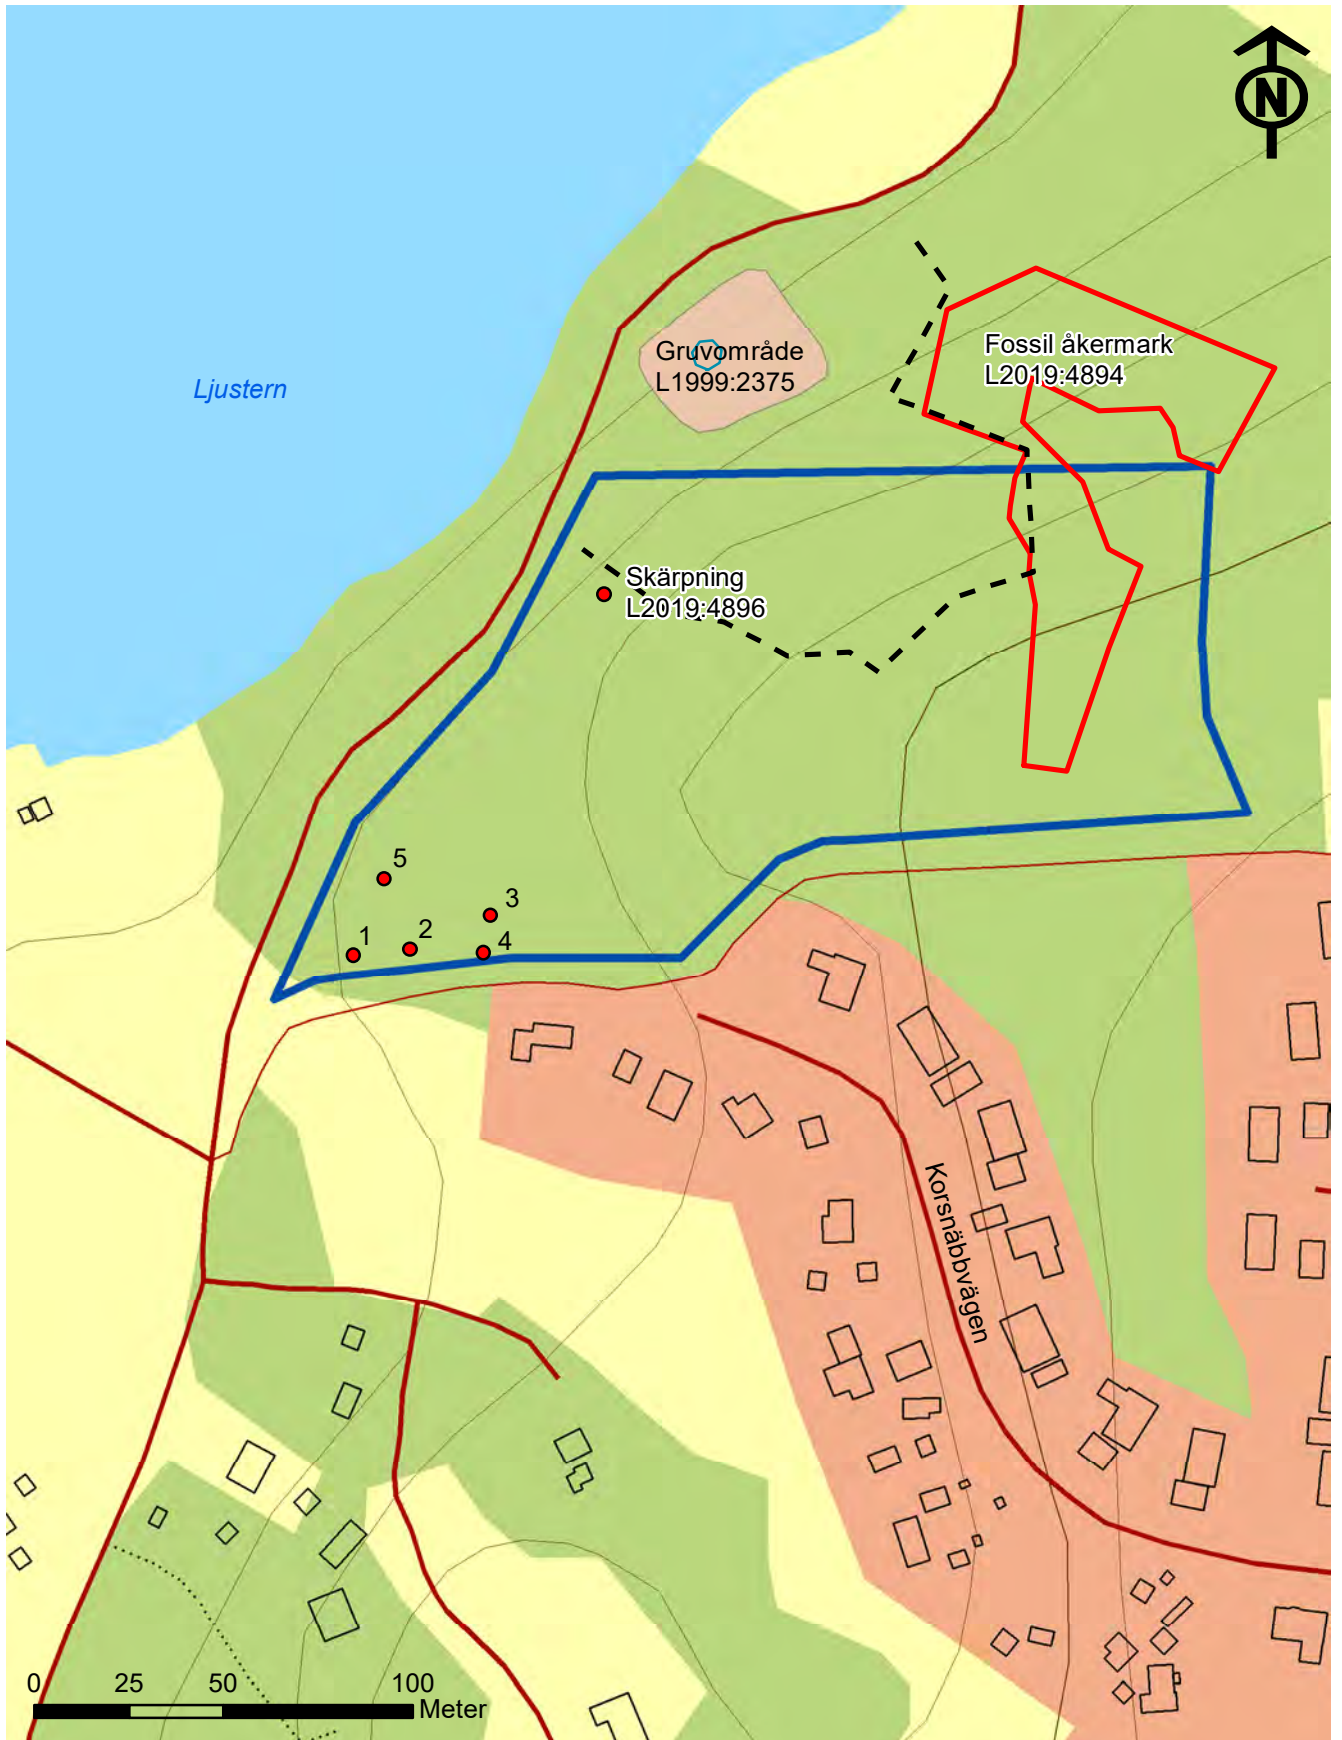 N
Gruvområde
L1999:2375
Fossil åkermark
L2019:4894
Ljustern
Skärpning
L2019:4896
5
3
1
2
4
Korsnäbbvägen
0 25 50 100
Meter